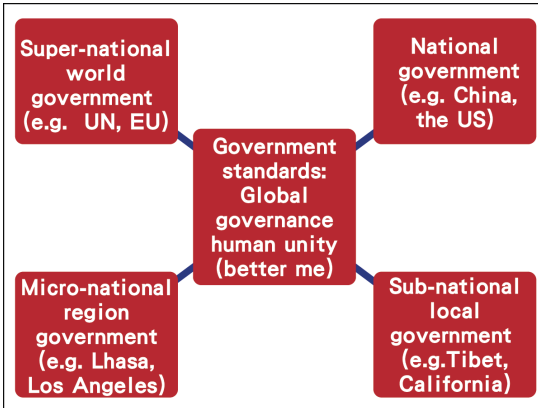 Super-national
world
government
(e.g.  UN, EU)
National
government
(e.g. China,
the US)
Government
standards:
Global
governance
human unity
(better me)
Micro-national
region
government
(e.g. Lhasa,
Los Angeles)
Sub-national
local
government
(e.g.Tibet,
California)